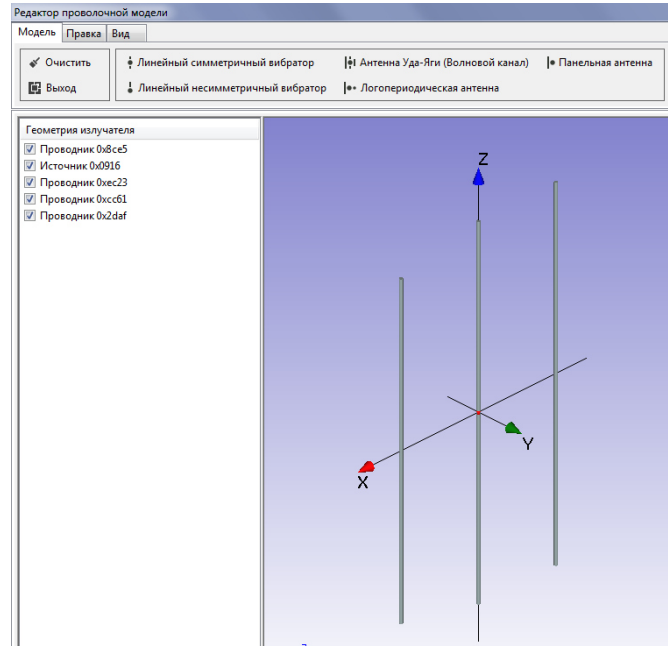 Редактор проволочной модели
Модель Правка Вид
Очистить Линейный симметричный вибратор Антенна Уда-Яги (Волновой канал) Панельная антенна
Выход Линейный несимметричный вибратор Логопериодическая антенна
Геометрия излучателя
Проводник 0x8ce5
Источник 0x0916
Проводник 0xec23
Проводник 0xcc61
Проводник 0x2daf
Z
Y
X